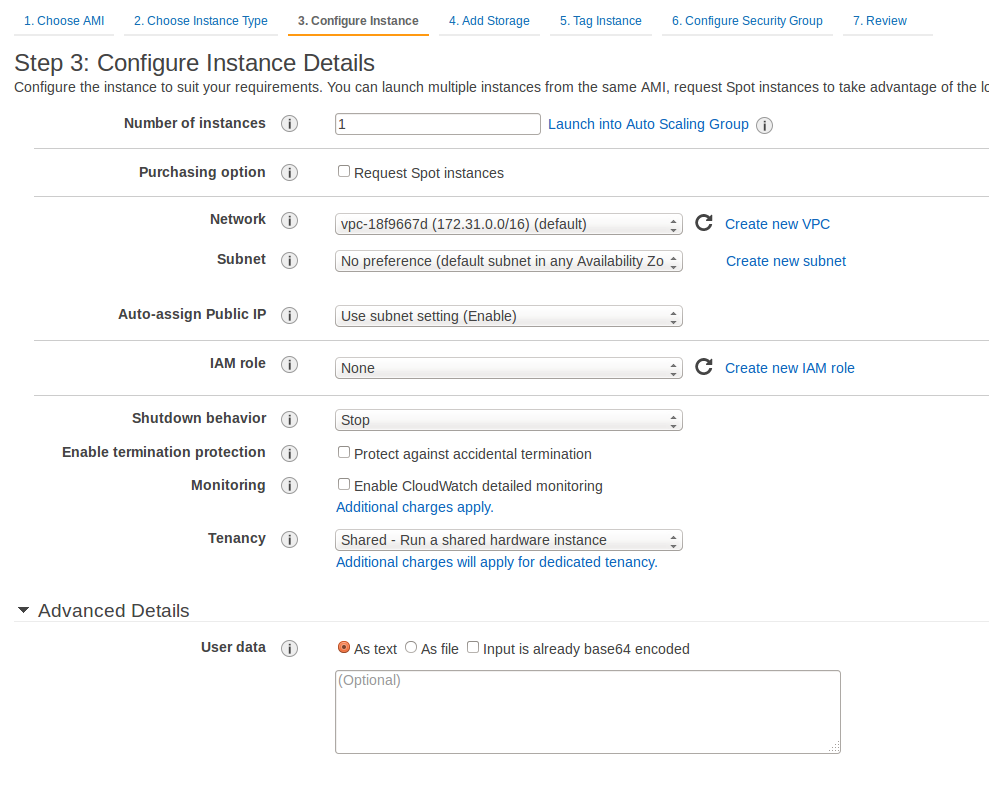 1. Choose AMI 2. Choose Instance Type 3. Configure Instance 4. Add Storage 5. Tag Instance 6. Configure Security Group 7. Review
Step 3: Configure Instance Details
Configure the instance to suit your requirements. You can launch multiple instances from the same AMI, request Spot instances to take advantage of the lo
Number of instances i 1 Launch into Auto Scaling Group i
Purchasing option i Request Spot instances
Network i vpc-18f9667d (172.31.0.0/16) (default) Create new VPC
Subnet i No preference (default subnet in any Availability Zo Create new subnet
Auto-assign Public IP i Use subnet setting (Enable)
IAM role i None Create new IAM role
Shutdown behavior i Stop
Enable termination protection i Protect against accidental termination
Monitoring i Enable CloudWatch detailed monitoring
Additional charges apply.
Tenancy i Shared - Run a shared hardware instance
Additional charges will apply for dedicated tenancy.
Advanced Details
User data i As text As file Input is already base64 encoded
(Optional)